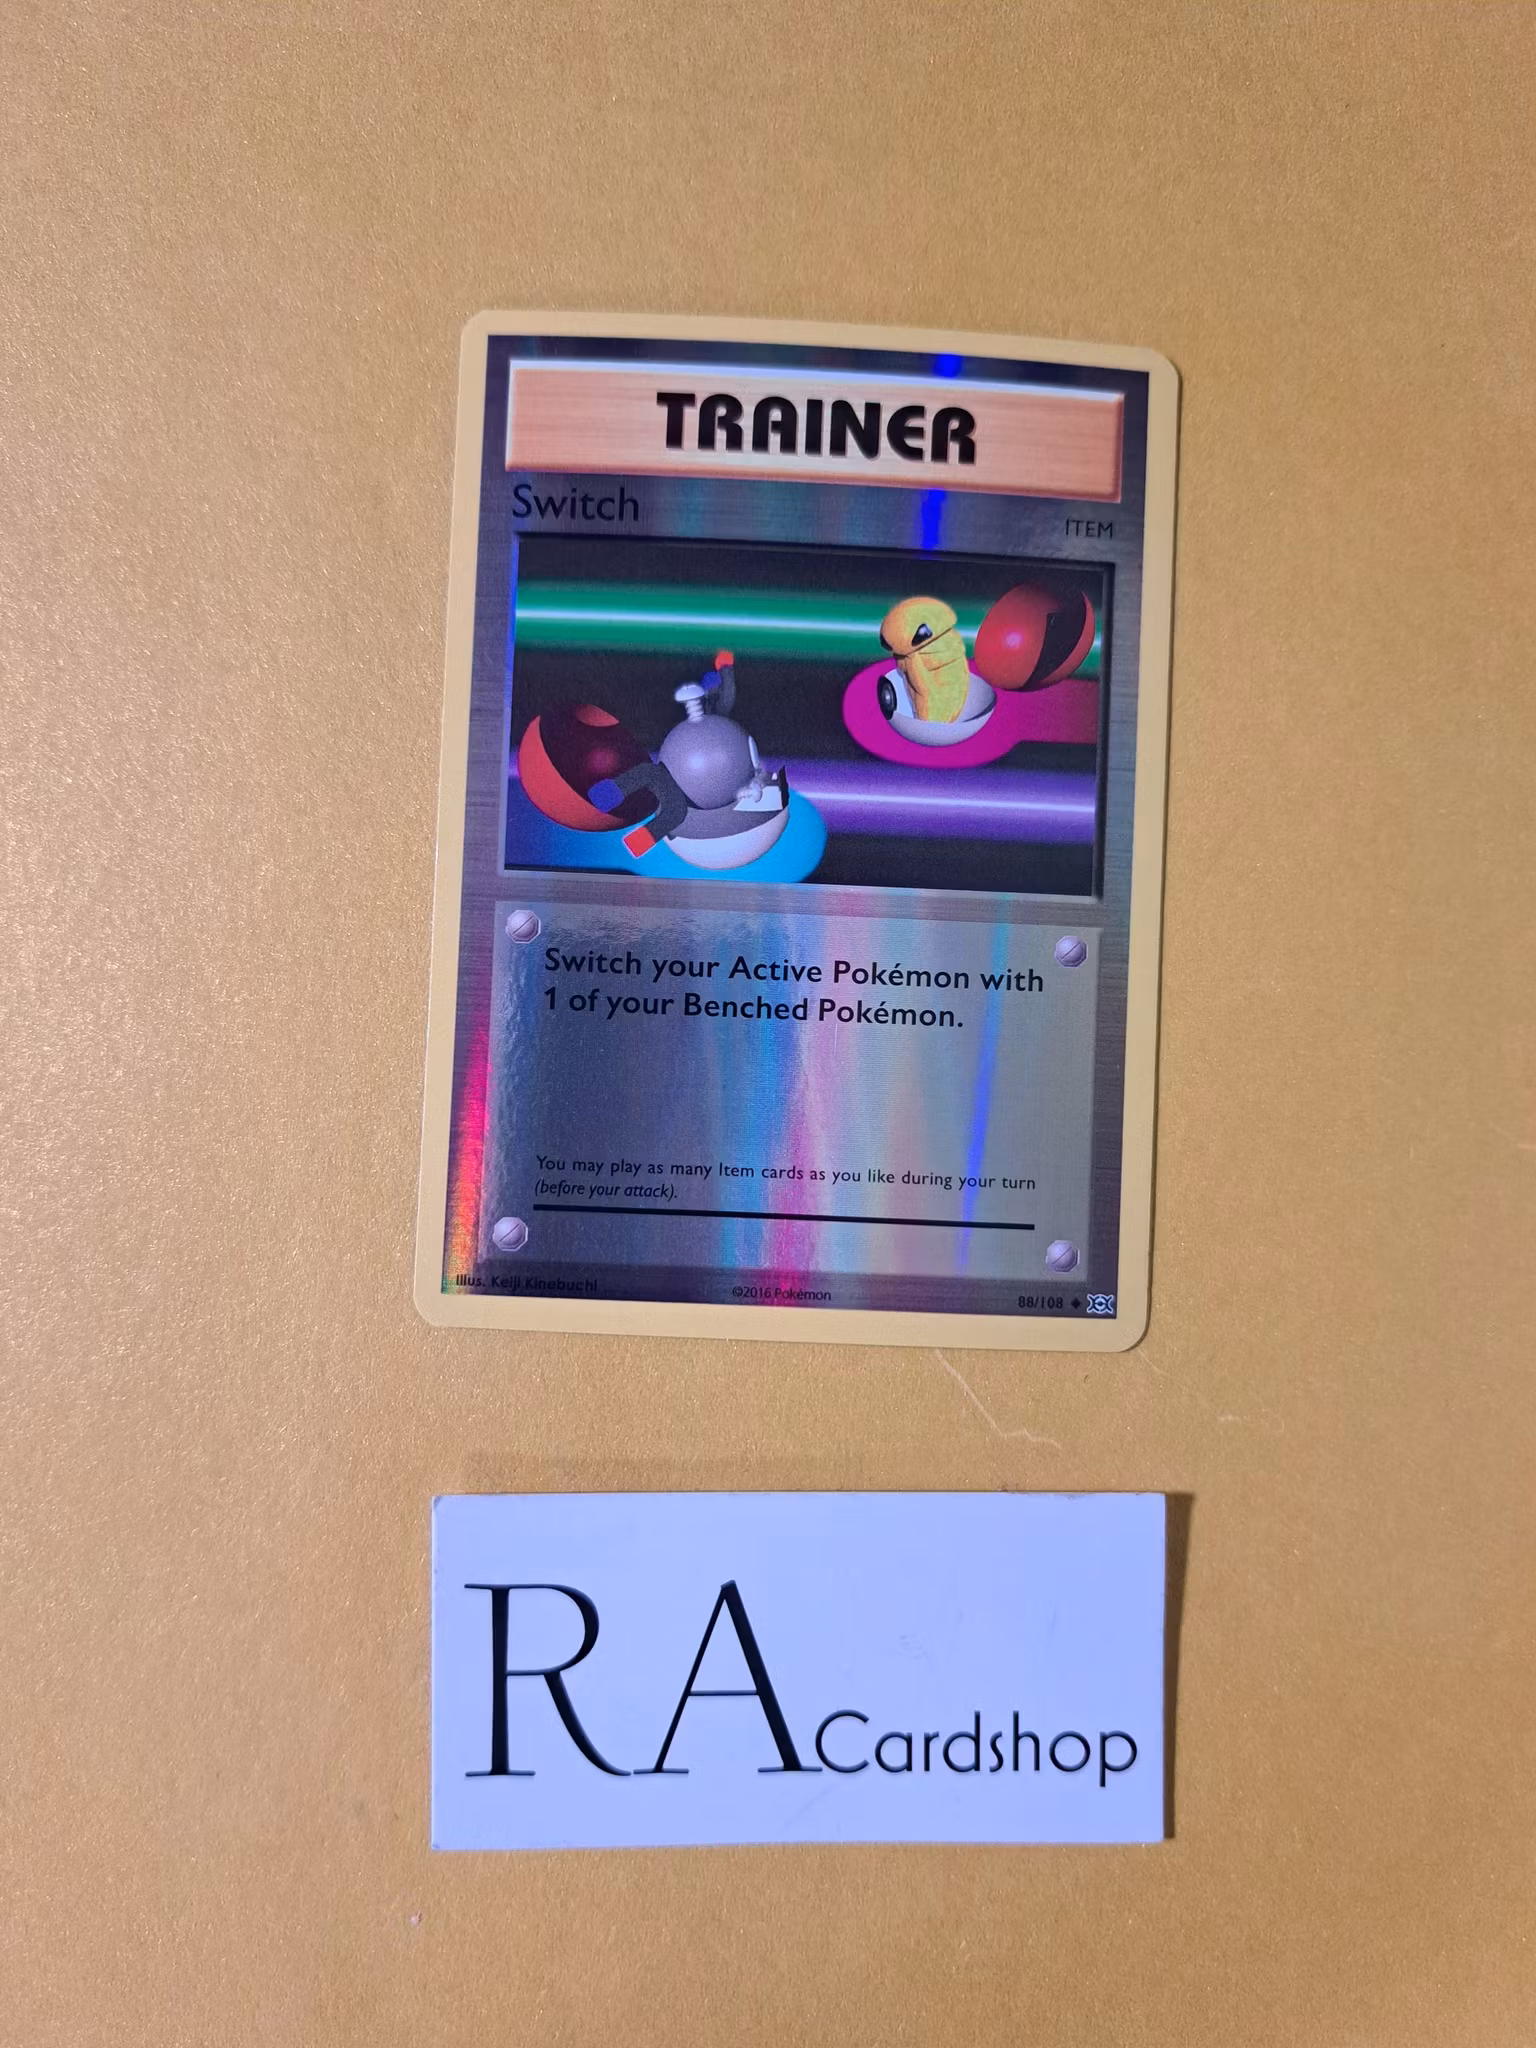 TRAINER
Switch
ITEM
Switch your Active Pokémon with
1 of your Benched Pokémon.
You may play as many Item cards as you like during your turn
(before your attack).
Illus. Keiji Kinebuchi
©2016 Pokémon
88/108
RA Cardshop